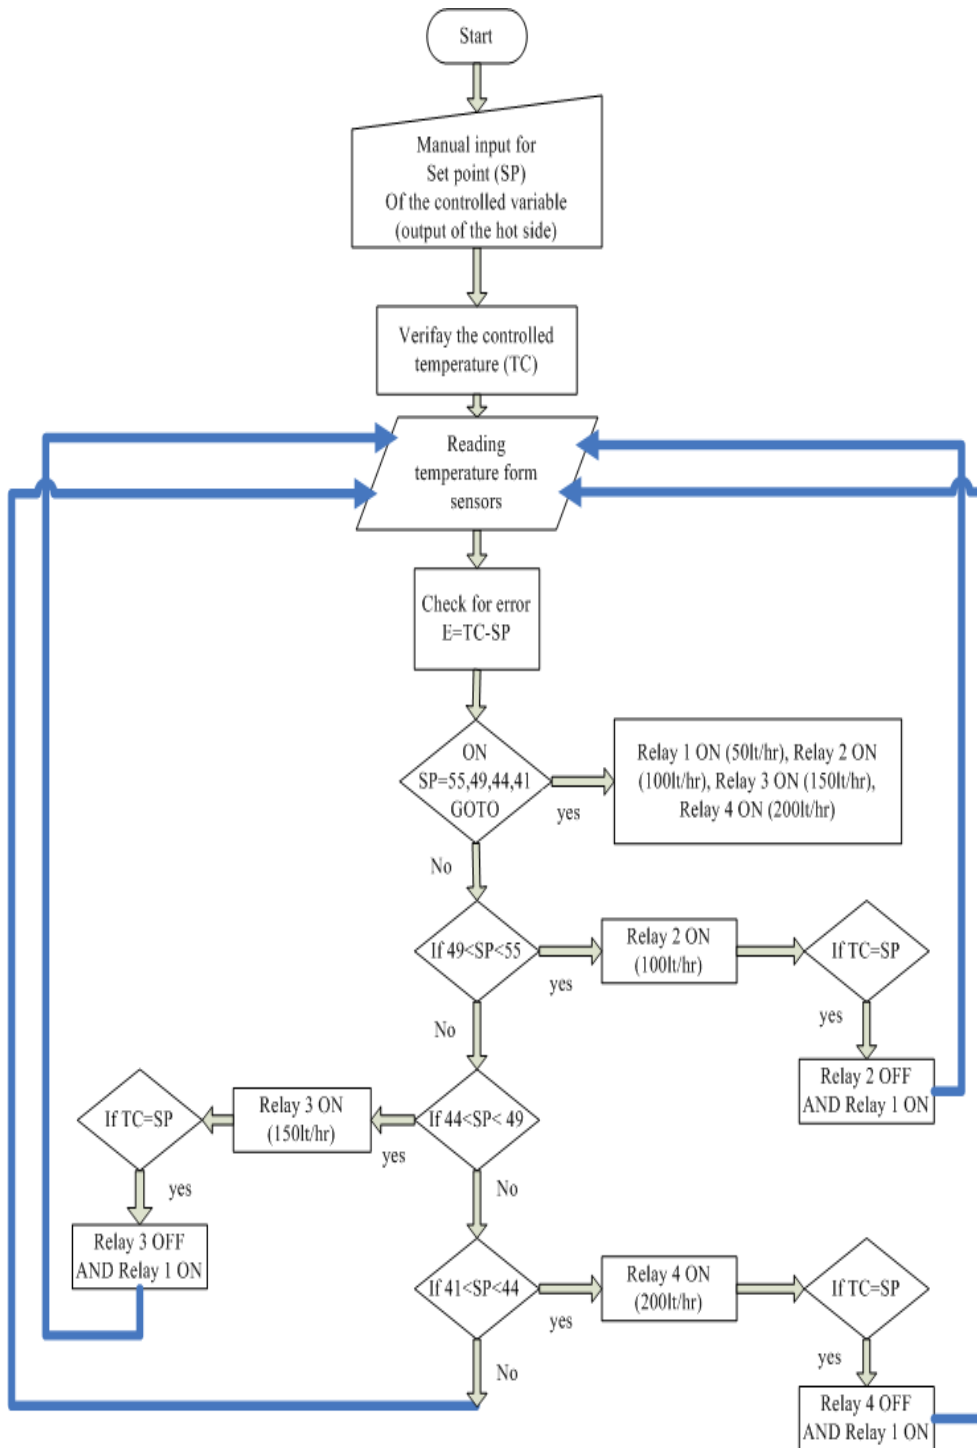 Start
Manual input for
Set point (SP)
Of the controlled variable
(output of the hot side)
Verifay the controlled
temperature (TC)
Reading
temperature form
sensors
Check for error
E=TC-SP
ON
SP=55,49,44,41
GOTO
yes
Relay 1 ON (50lt/hr), Relay 2 ON
(100lt/hr), Relay 3 ON (150lt/hr),
Relay 4 ON (200lt/hr)
No
If 49<SP<55
yes
Relay 2 ON
(100lt/hr)
If TC=SP
yes
Relay 2 OFF
AND Relay 1 ON
No
If 44<SP< 49
yes
Relay 3 ON
(150lt/hr)
If TC=SP
yes
Relay 3 OFF
AND Relay 1 ON
No
If 41<SP<44
yes
Relay 4 ON
(200lt/hr)
If TC=SP
yes
Relay 4 OFF
AND Relay 1 ON
No